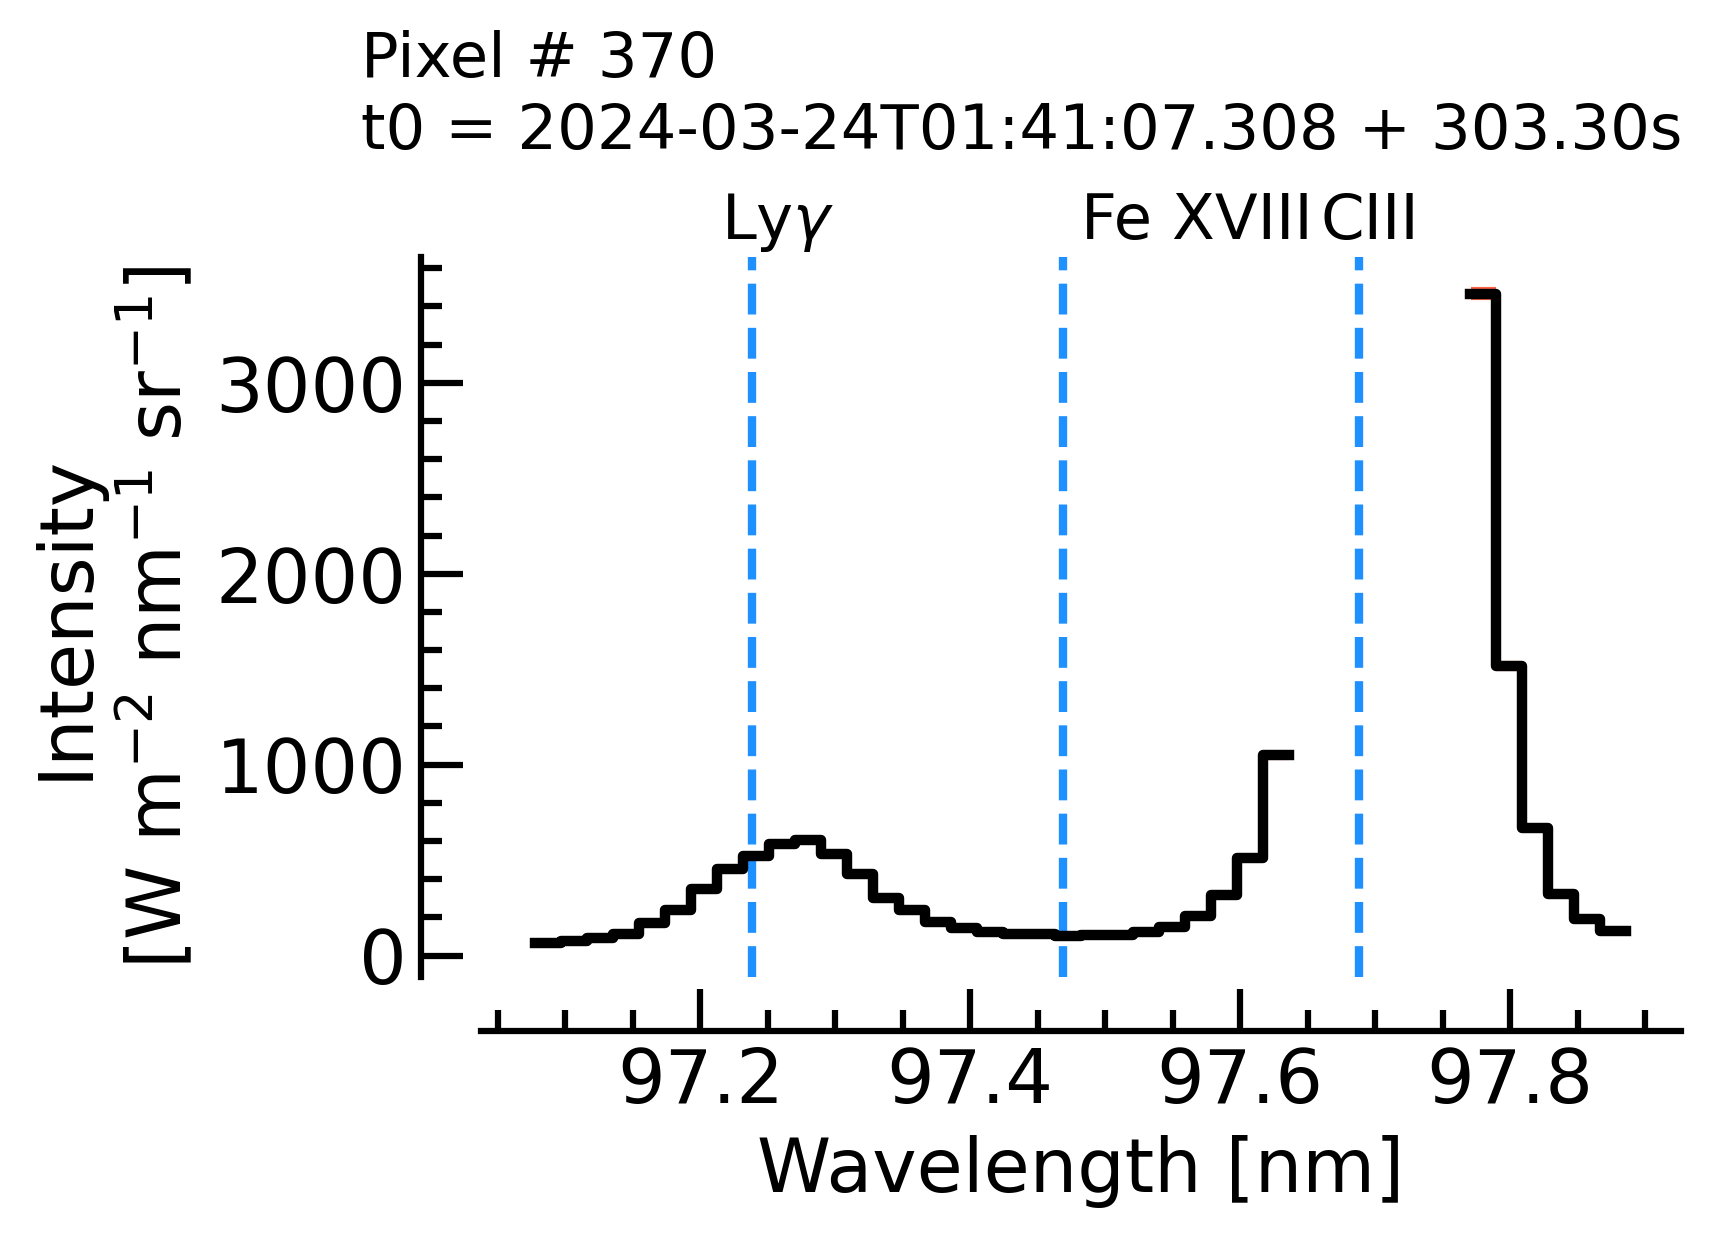 Pixel # 370
t0 = 2024-03-24T01:41:07.308 + 303.30s
Lyγ Fe XVIII CIII
Intensity
[W m⁻² nm⁻¹ sr⁻¹]
3000
2000
1000
0
97.2 97.4 97.6 97.8
Wavelength [nm]